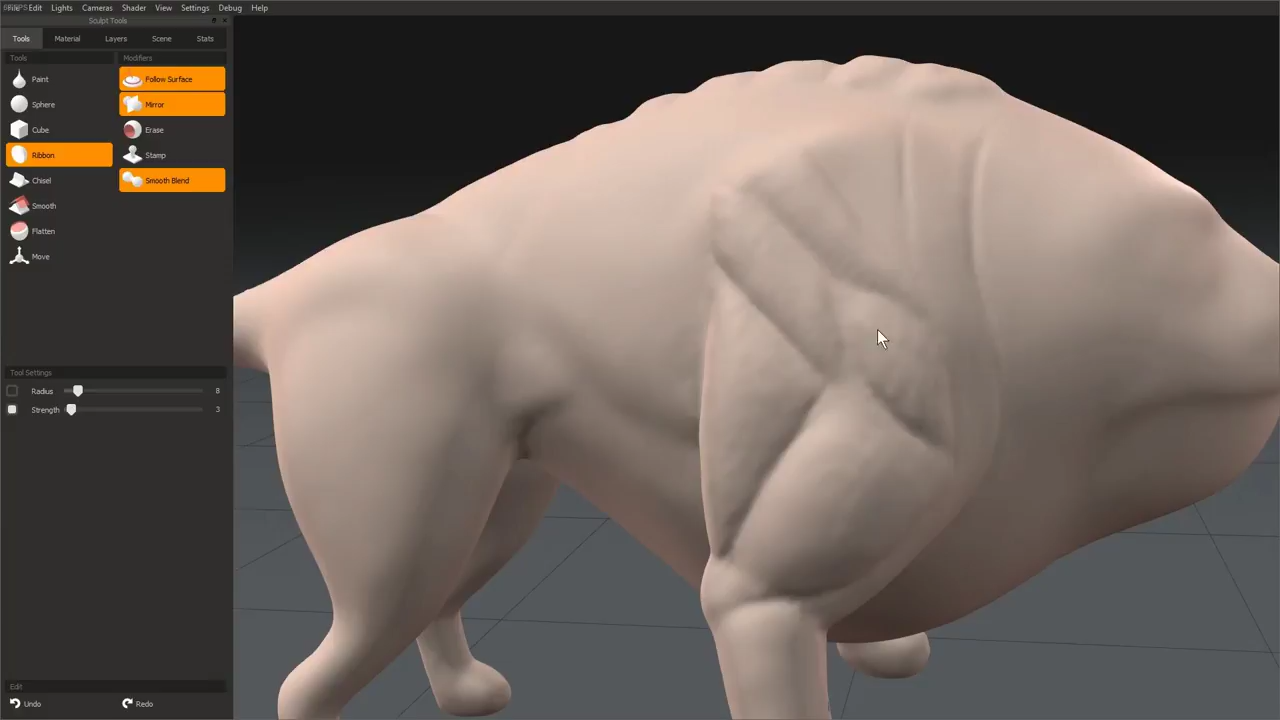 File Edit Lights Cameras Shader View Settings Debug Help
Sculpt Tools
Tools Material Layers Scene Stats
Tools Modifiers
Paint Follow Surface
Sphere Mirror
Cube Erase
Ribbon Stamp
Chisel Smooth Blend
Smooth
Flatten
Move
Tool Settings
Radius 8
Strength 3
Edit
Undo Redo